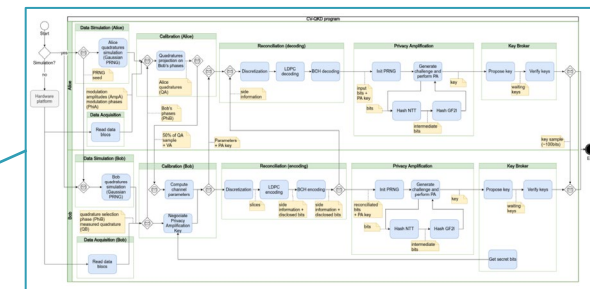 CV-QKD program
Start
Simulation?
yes
no
Hardware
platform
Alice
Data Simulation (Alice)
Alice
quadratures
simulation
(Gaussian
PRNG)
PRNG
seed
modulation
amplitudes (AmpA)
modulation phases
(PhA)
Data Acquisition
Read data
trace
Calibration (Alice)
Quadratures
projection on
Bob's phases
Alice
quadratures
(QA)
Bob's
phases
(PhB)
50% of QA
sample
+ VA
Reconciliation (decoding)
Discretization
LDPC
decoding
BCH decoding
side
information
Parameters
+ PA key
Privacy Amplification
Init PRNG
Generate
challenge and
perform PA
key
input
bits +
PA key
bits
Hash NTT
Hash GF2l
intermediate
bits
Key Broker
Propose key
Verify keys
waiting
keys
key sample
(~100bits)
Bob
Data Simulation (Bob)
Bob
quadratures
simulation
(Gaussian
PRNG)
quadrature selection
phase (PhB)
measured quadrature
(QB)
Data Acquisition (Bob)
Read data
trace
Calibration (Bob)
Compute
channel
parameters
Negotiate
Privacy
Amplification
Key
Reconciliation (encoding)
Discretization
LDPC
encoding
BCH encoding
slices
side
information +
disclosed bits
side
information +
disclosed bits
Privacy Amplification
Init PRNG
Generate
challenge and
perform PA
key
reconciliated
bits
+ PA key
bits
Hash NTT
Hash GF2l
intermediate
bits
Key Broker
Propose key
Verify keys
waiting
keys
Get secret bits